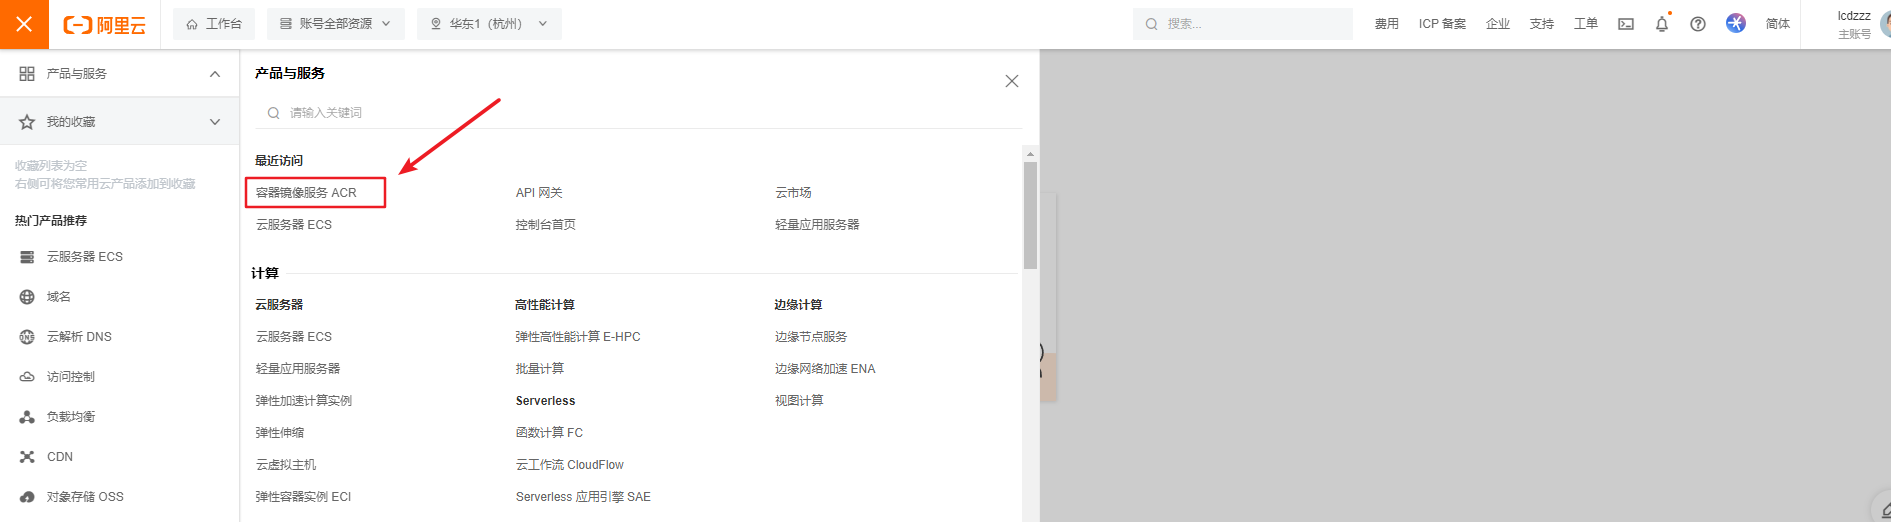 阿里云
工作台
账号全部资源
华东1（杭州）
搜索...
费用
ICP 备案
企业
支持
工单
简体
lcdzzz
主账号
产品与服务
我的收藏
收藏列表为空
右侧可将您常用云产品添加到收藏
热门产品推荐
云服务器 ECS
域名
云解析 DNS
访问控制
负载均衡
CDN
对象存储 OSS
产品与服务
请输入关键词
最近访问
容器镜像服务 ACR
API 网关
云市场
云服务器 ECS
控制台首页
轻量应用服务器
计算
云服务器
高性能计算
边缘计算
云服务器 ECS
弹性高性能计算 E-HPC
边缘节点服务
轻量应用服务器
批量计算
边缘网络加速 ENA
弹性加速计算实例
Serverless
视图计算
弹性伸缩
函数计算 FC
云虚拟主机
云工作流 CloudFlow
弹性容器实例 ECI
Serverless 应用引擎 SAE